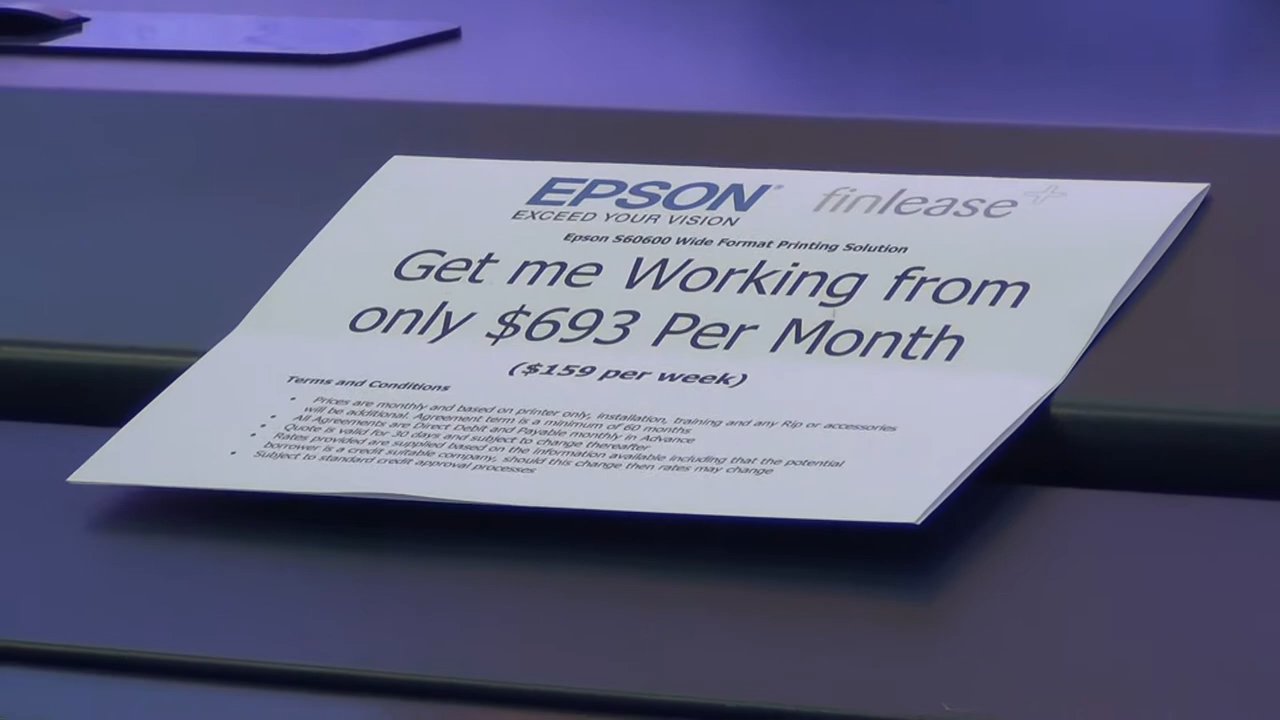 EPSON®
EXCEED YOUR VISION
finlease
Epson S60600 Wide Format Printing Solution
Get me Working from
only $693 Per Month
($159 per week)
Terms and Conditions
• Prices are monthly and based on printer only, installation, training and any Rip or accessories
will be additional. Agreement term is a minimum of 60 months
• All Agreements are Direct Debit and Payable monthly in Advance
• Quote is valid for 30 days and subject to change thereafter
• Rates provided are supplied based on the information available including that the potential
borrower is a credit suitable company, should this change then rates may change
• Subject to standard credit approval processes